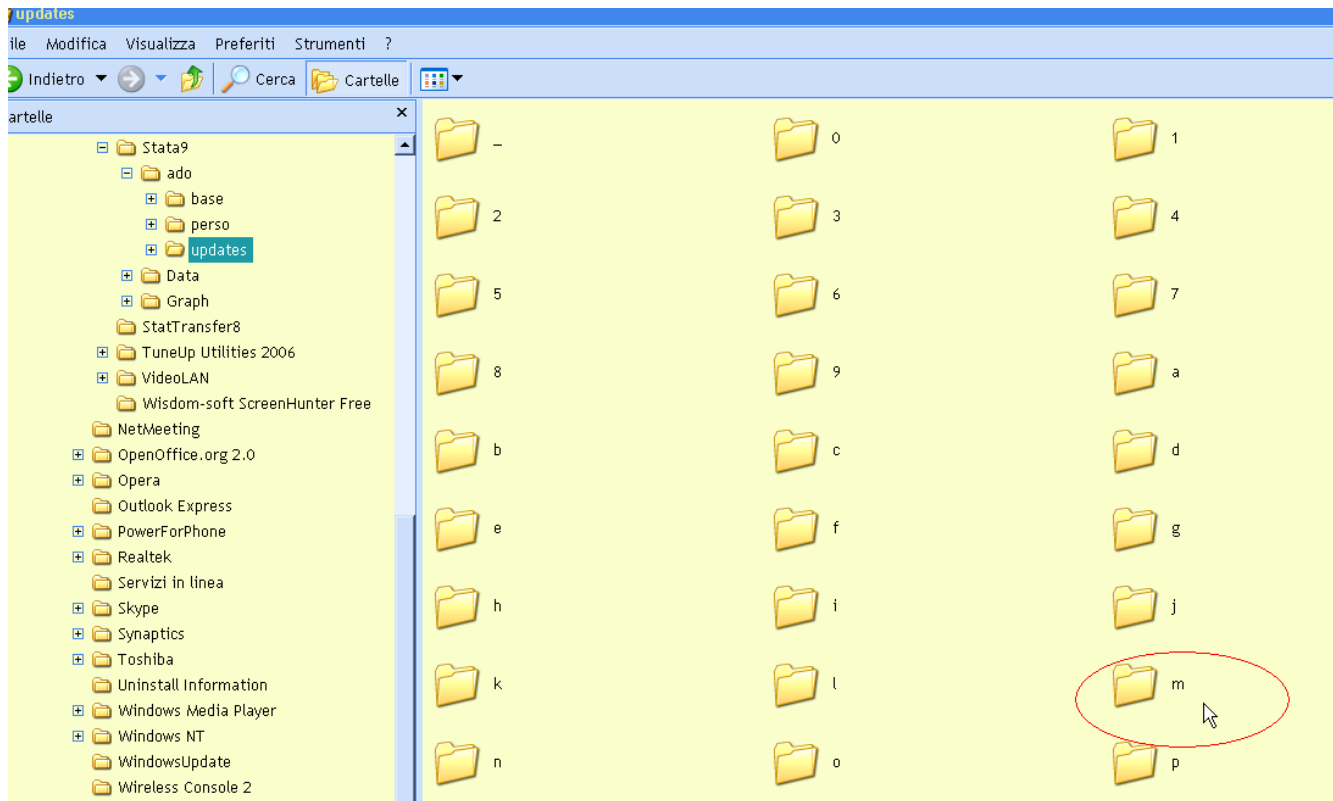 updates
ile Modifica Visualizza Preferiti Strumenti ?
Indietro Cerca Cartelle
artelle
Stata9
ado
base
perso
updates
Data
Graph
StatTransfer8
TuneUp Utilities 2006
VideoLAN
Wisdom-soft ScreenHunter Free
NetMeeting
OpenOffice.org 2.0
Opera
Outlook Express
PowerForPhone
Realtek
Servizi in linea
Skype
Synaptics
Toshiba
Uninstall Information
Windows Media Player
Windows NT
WindowsUpdate
Wireless Console 2
_ 0 1
2 3 4
5 6 7
8 9 a
b c d
e f g
h i j
k l m
n o p